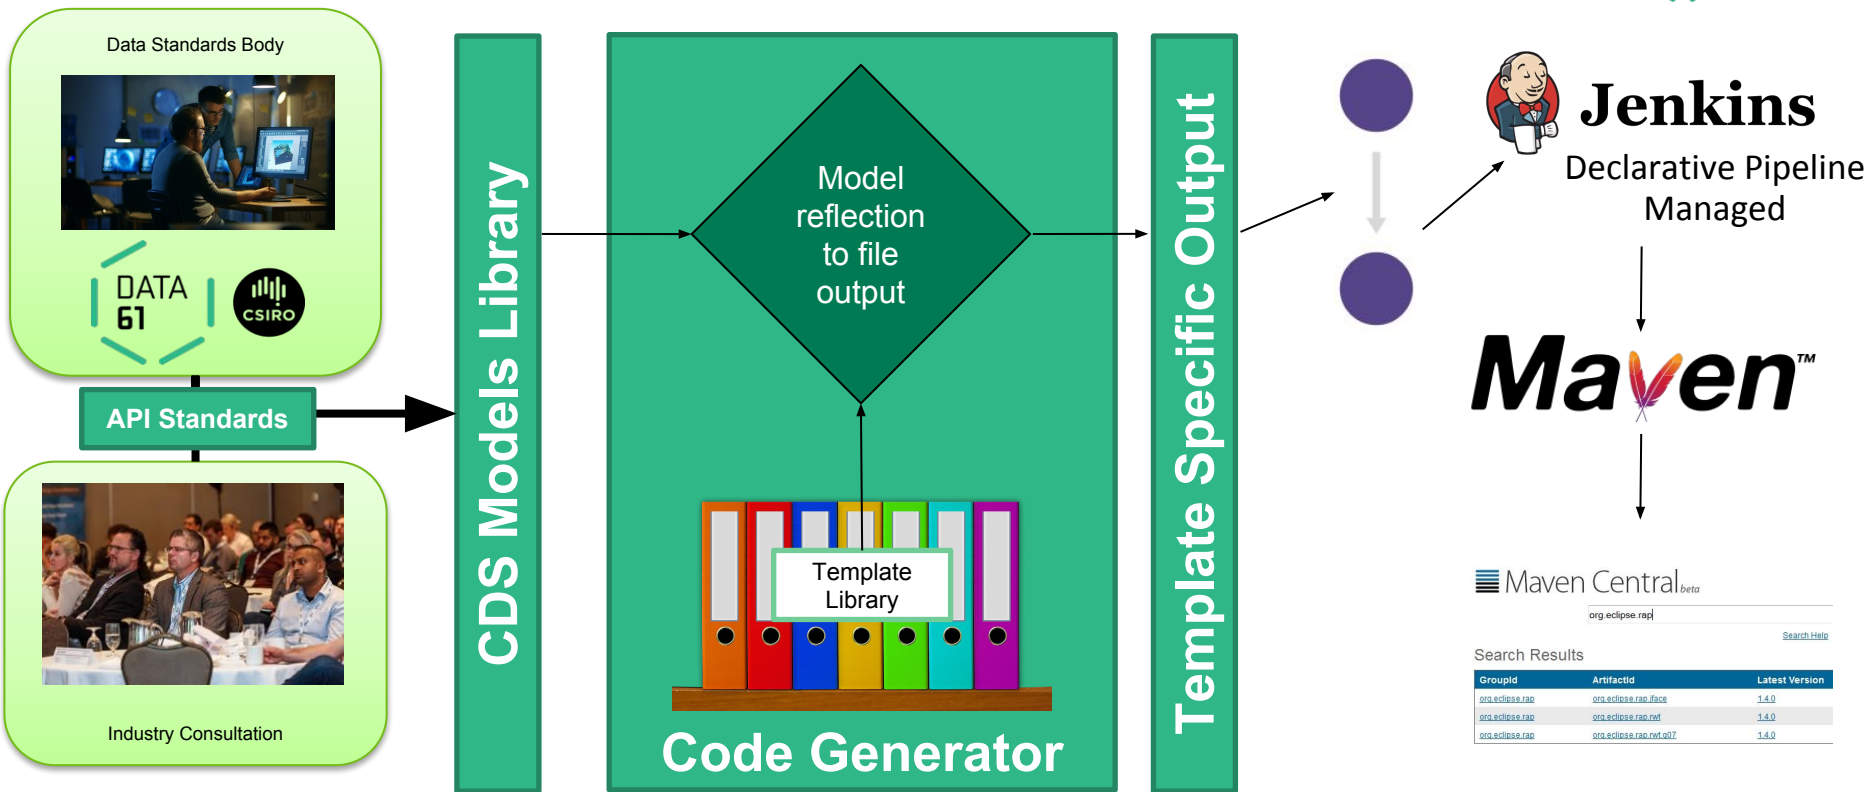 Data Standards Body
DATA
61
CSIRO
API Standards
Industry Consultation
CDS Models Library
Model
reflection
to file
output
Template
Library
Code Generator
Template Specific Output
Jenkins
Declarative Pipeline
Managed
Maven™
Maven Central beta
org.eclipse.rap
Search Help
Search Results
GroupId ArtifactId Latest Version
org.eclipse.rap org.eclipse.rap.jface 1.4.0
org.eclipse.rap org.eclipse.rap.rwt 1.4.0
org.eclipse.rap org.eclipse.rap.rwt.q07 1.4.0